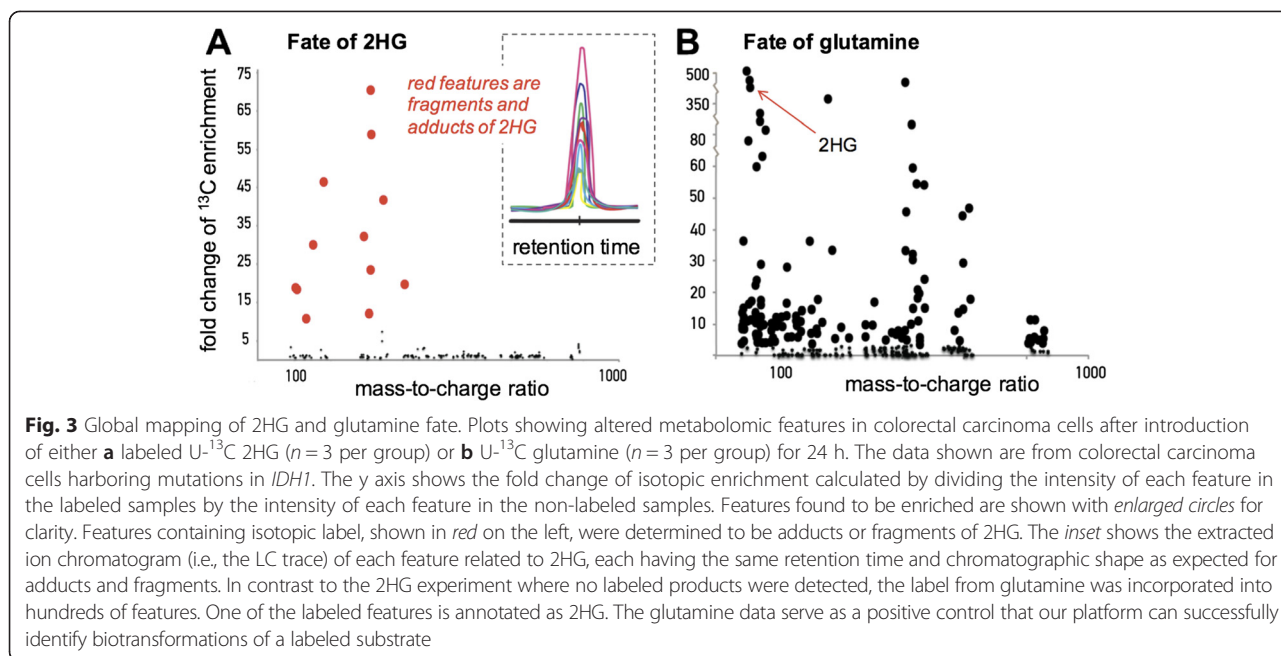 A Fate of 2HG
75
65
55
45
35
25
15
5
fold change of ¹³C enrichment
red features are
fragments and
adducts of 2HG
retention time
100 1000
mass-to-charge ratio
B Fate of glutamine
500
350
80
60
50
40
30
20
10
2HG
100 1000
mass-to-charge ratio
Fig. 3 Global mapping of 2HG and glutamine fate. Plots showing altered metabolomic features in colorectal carcinoma cells after introduction
of either a labeled U-¹³C 2HG (n = 3 per group) or b U-¹³C glutamine (n = 3 per group) for 24 h. The data shown are from colorectal carcinoma
cells harboring mutations in IDH1. The y axis shows the fold change of isotopic enrichment calculated by dividing the intensity of each feature in
the labeled samples by the intensity of each feature in the non-labeled samples. Features found to be enriched are shown with enlarged circles for
clarity. Features containing isotopic label, shown in red on the left, were determined to be adducts or fragments of 2HG. The inset shows the extracted
ion chromatogram (i.e., the LC trace) of each feature related to 2HG, each having the same retention time and chromatographic shape as expected for
adducts and fragments. In contrast to the 2HG experiment where no labeled products were detected, the label from glutamine was incorporated into
hundreds of features. One of the labeled features is annotated as 2HG. The glutamine data serve as a positive control that our platform can successfully
identify biotransformations of a labeled substrate